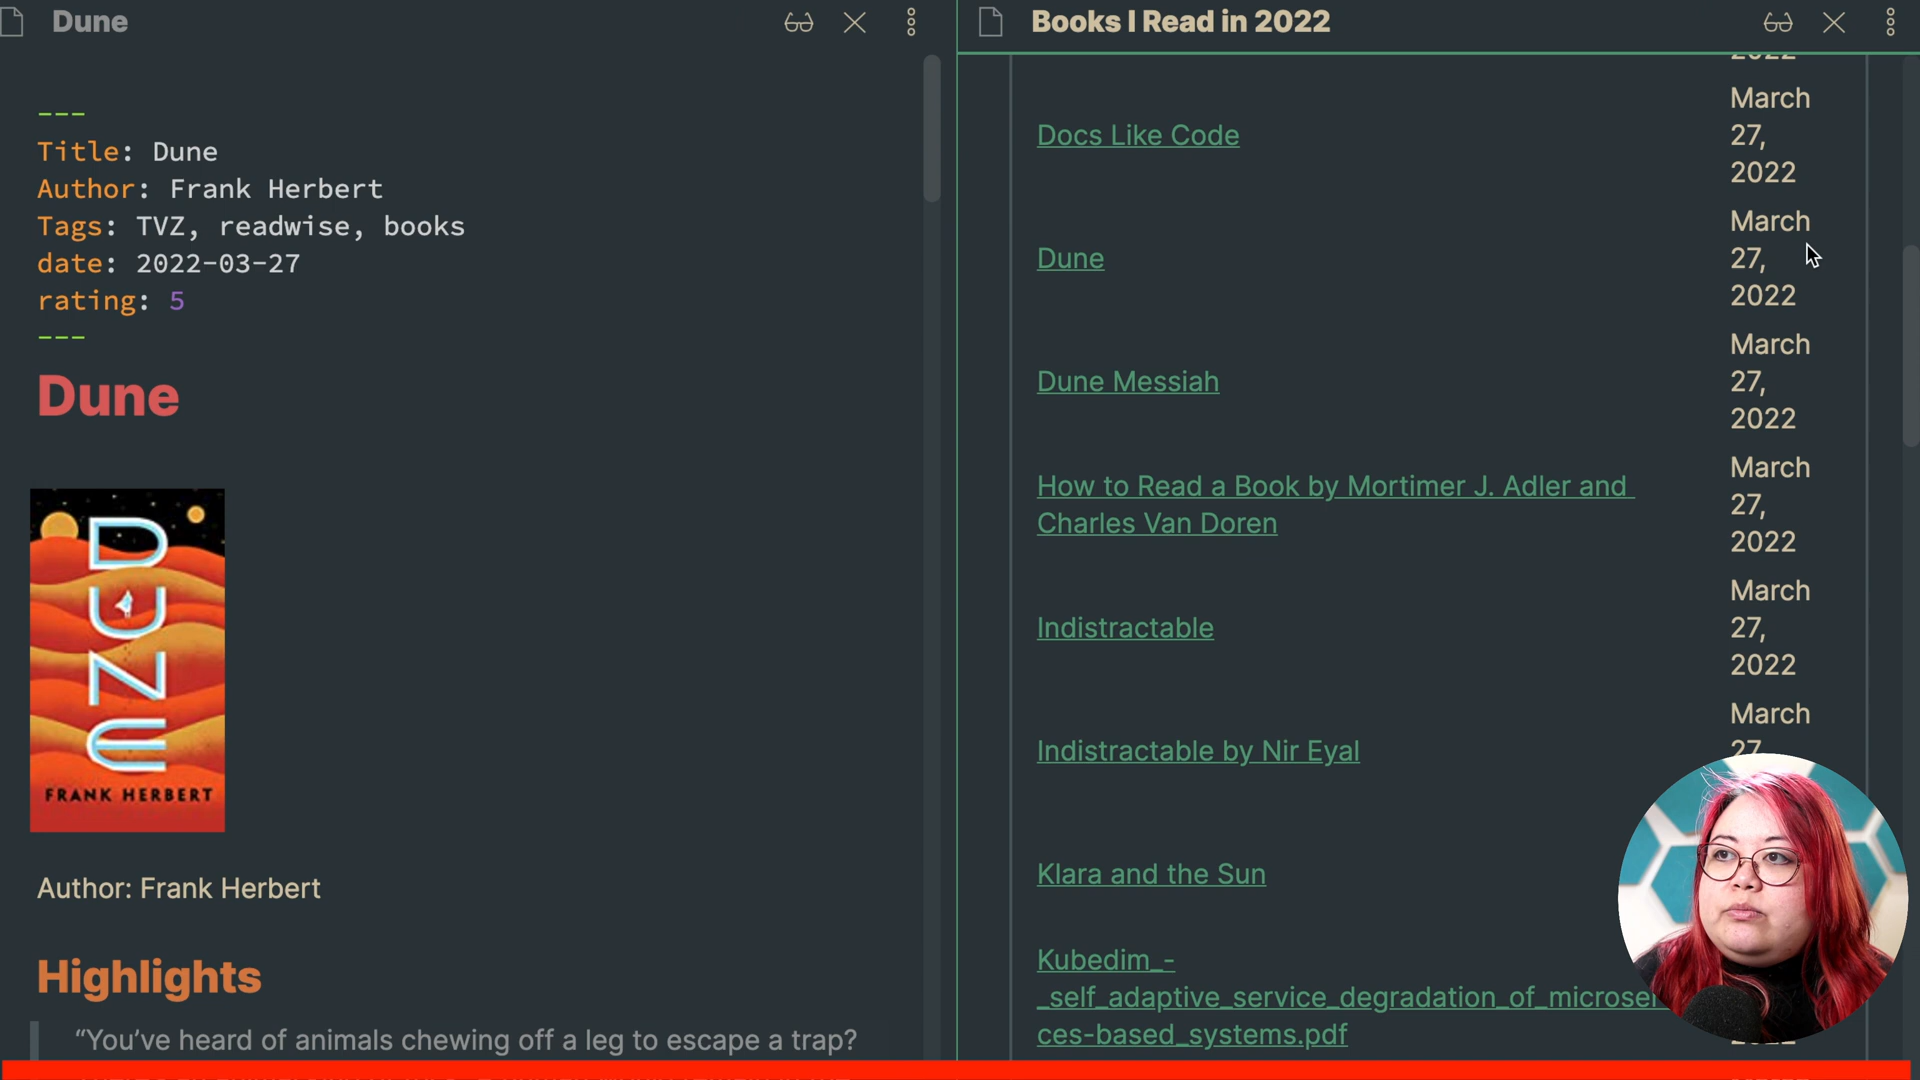 Dune
---
Title: Dune
Author: Frank Herbert
Tags: TVZ, readwise, books
date: 2022-03-27
rating: 5
---
Dune
DUNE
FRANK HERBERT
Author: Frank Herbert
Highlights
“You’ve heard of animals chewing off a leg to escape a trap?
Books I Read in 2022
2022
Docs Like Code
March
27,
2022
Dune
March
27,
2022
Dune Messiah
March
27,
2022
How to Read a Book by Mortimer J. Adler and
Charles Van Doren
March
27,
2022
Indistractable
March
27,
2022
Indistractable by Nir Eyal
March
27
Klara and the Sun
Kubedim_-
_self_adaptive_service_degradation_of_microser
ces-based_systems.pdf